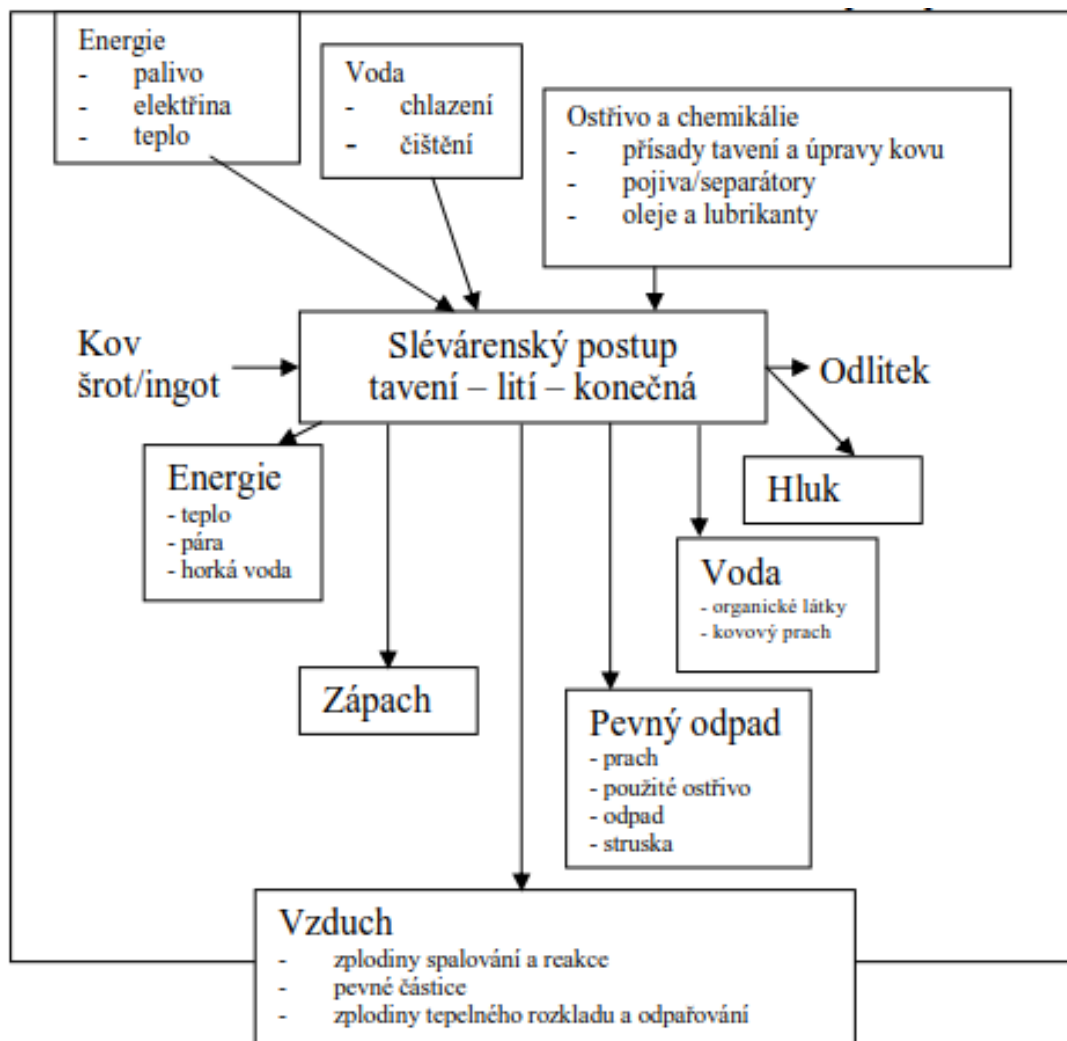 Energie
- palivo
- elektřina
- teplo
Voda
- chlazení
- čištění
Ostřivo a chemikálie
- přísady tavení a úpravy kovu
- pojiva/separátory
- oleje a lubrikanty
Kov
šrot/ingot
Slévárenský postup
tavení – lití – konečná
Odlitek
Energie
- teplo
- pára
- horká voda
Hluk
Voda
- organické látky
- kovový prach
Zápach
Pevný odpad
- prach
- použité ostřivo
- odpad
- struska
Vzduch
- zplodiny spalování a reakce
- pevné částice
- zplodiny tepelného rozkladu a odpařování